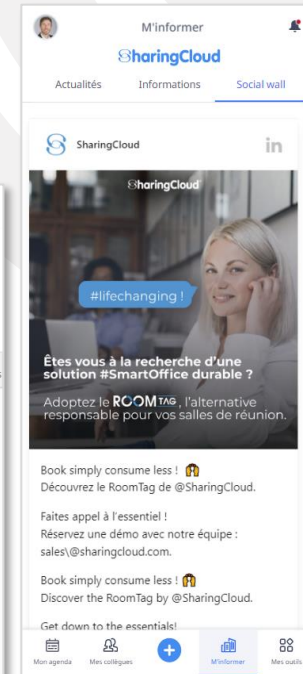 M'informer
SharingCloud
Actualités Informations Social wall
SharingCloud in
SharingCloud
#lifechanging !
Êtes vous à la recherche d'une
solution #SmartOffice durable ?
Adoptez le ROOMTAG, l'alternative
responsable pour vos salles de réunion.
Book simply consume less !
Découvrez le RoomTag de @SharingCloud.
Faites appel à l'essentiel !
Réservez une démo avec notre équipe :
sales\@sharingcloud.com.
Book simply consume less !
Discover the RoomTag by @SharingCloud.
Get down to the essentials!
Mon agenda Mes collègues M'informer Mes outils